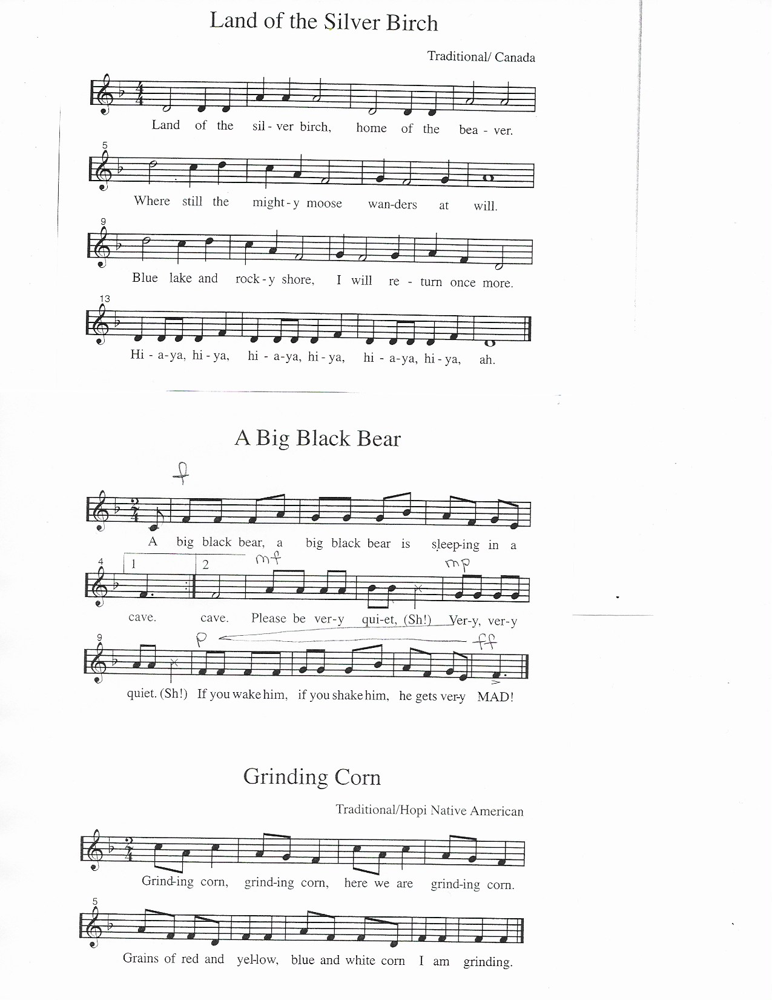 Land of the Silver Birch
Traditional/ Canada
4
4
Land of the sil - ver birch, home of the bea - ver.
5
Where still the might - y moose wan-ders at will.
9
Blue lake and rock - y shore, I will re - turn once more.
13
Hi - a-ya, hi - ya, hi - a-ya, hi - ya, hi - a-ya, hi - ya, ah.
A Big Black Bear
f
2
4
A big black bear, a big black bear is sleep-ing in a
4 1 2 mf mp
cave. cave. Please be ver-y qui-et, (Sh!) Ver-y, ver-y
9 p ff
quiet. (Sh!) If you wake him, if you shake him, he gets ver-y MAD!
Grinding Corn
Traditional/Hopi Native American
2
4
Grind-ing corn, grind-ing corn, here we are grind-ing corn.
5
Grains of red and yel-low, blue and white corn I am grinding.